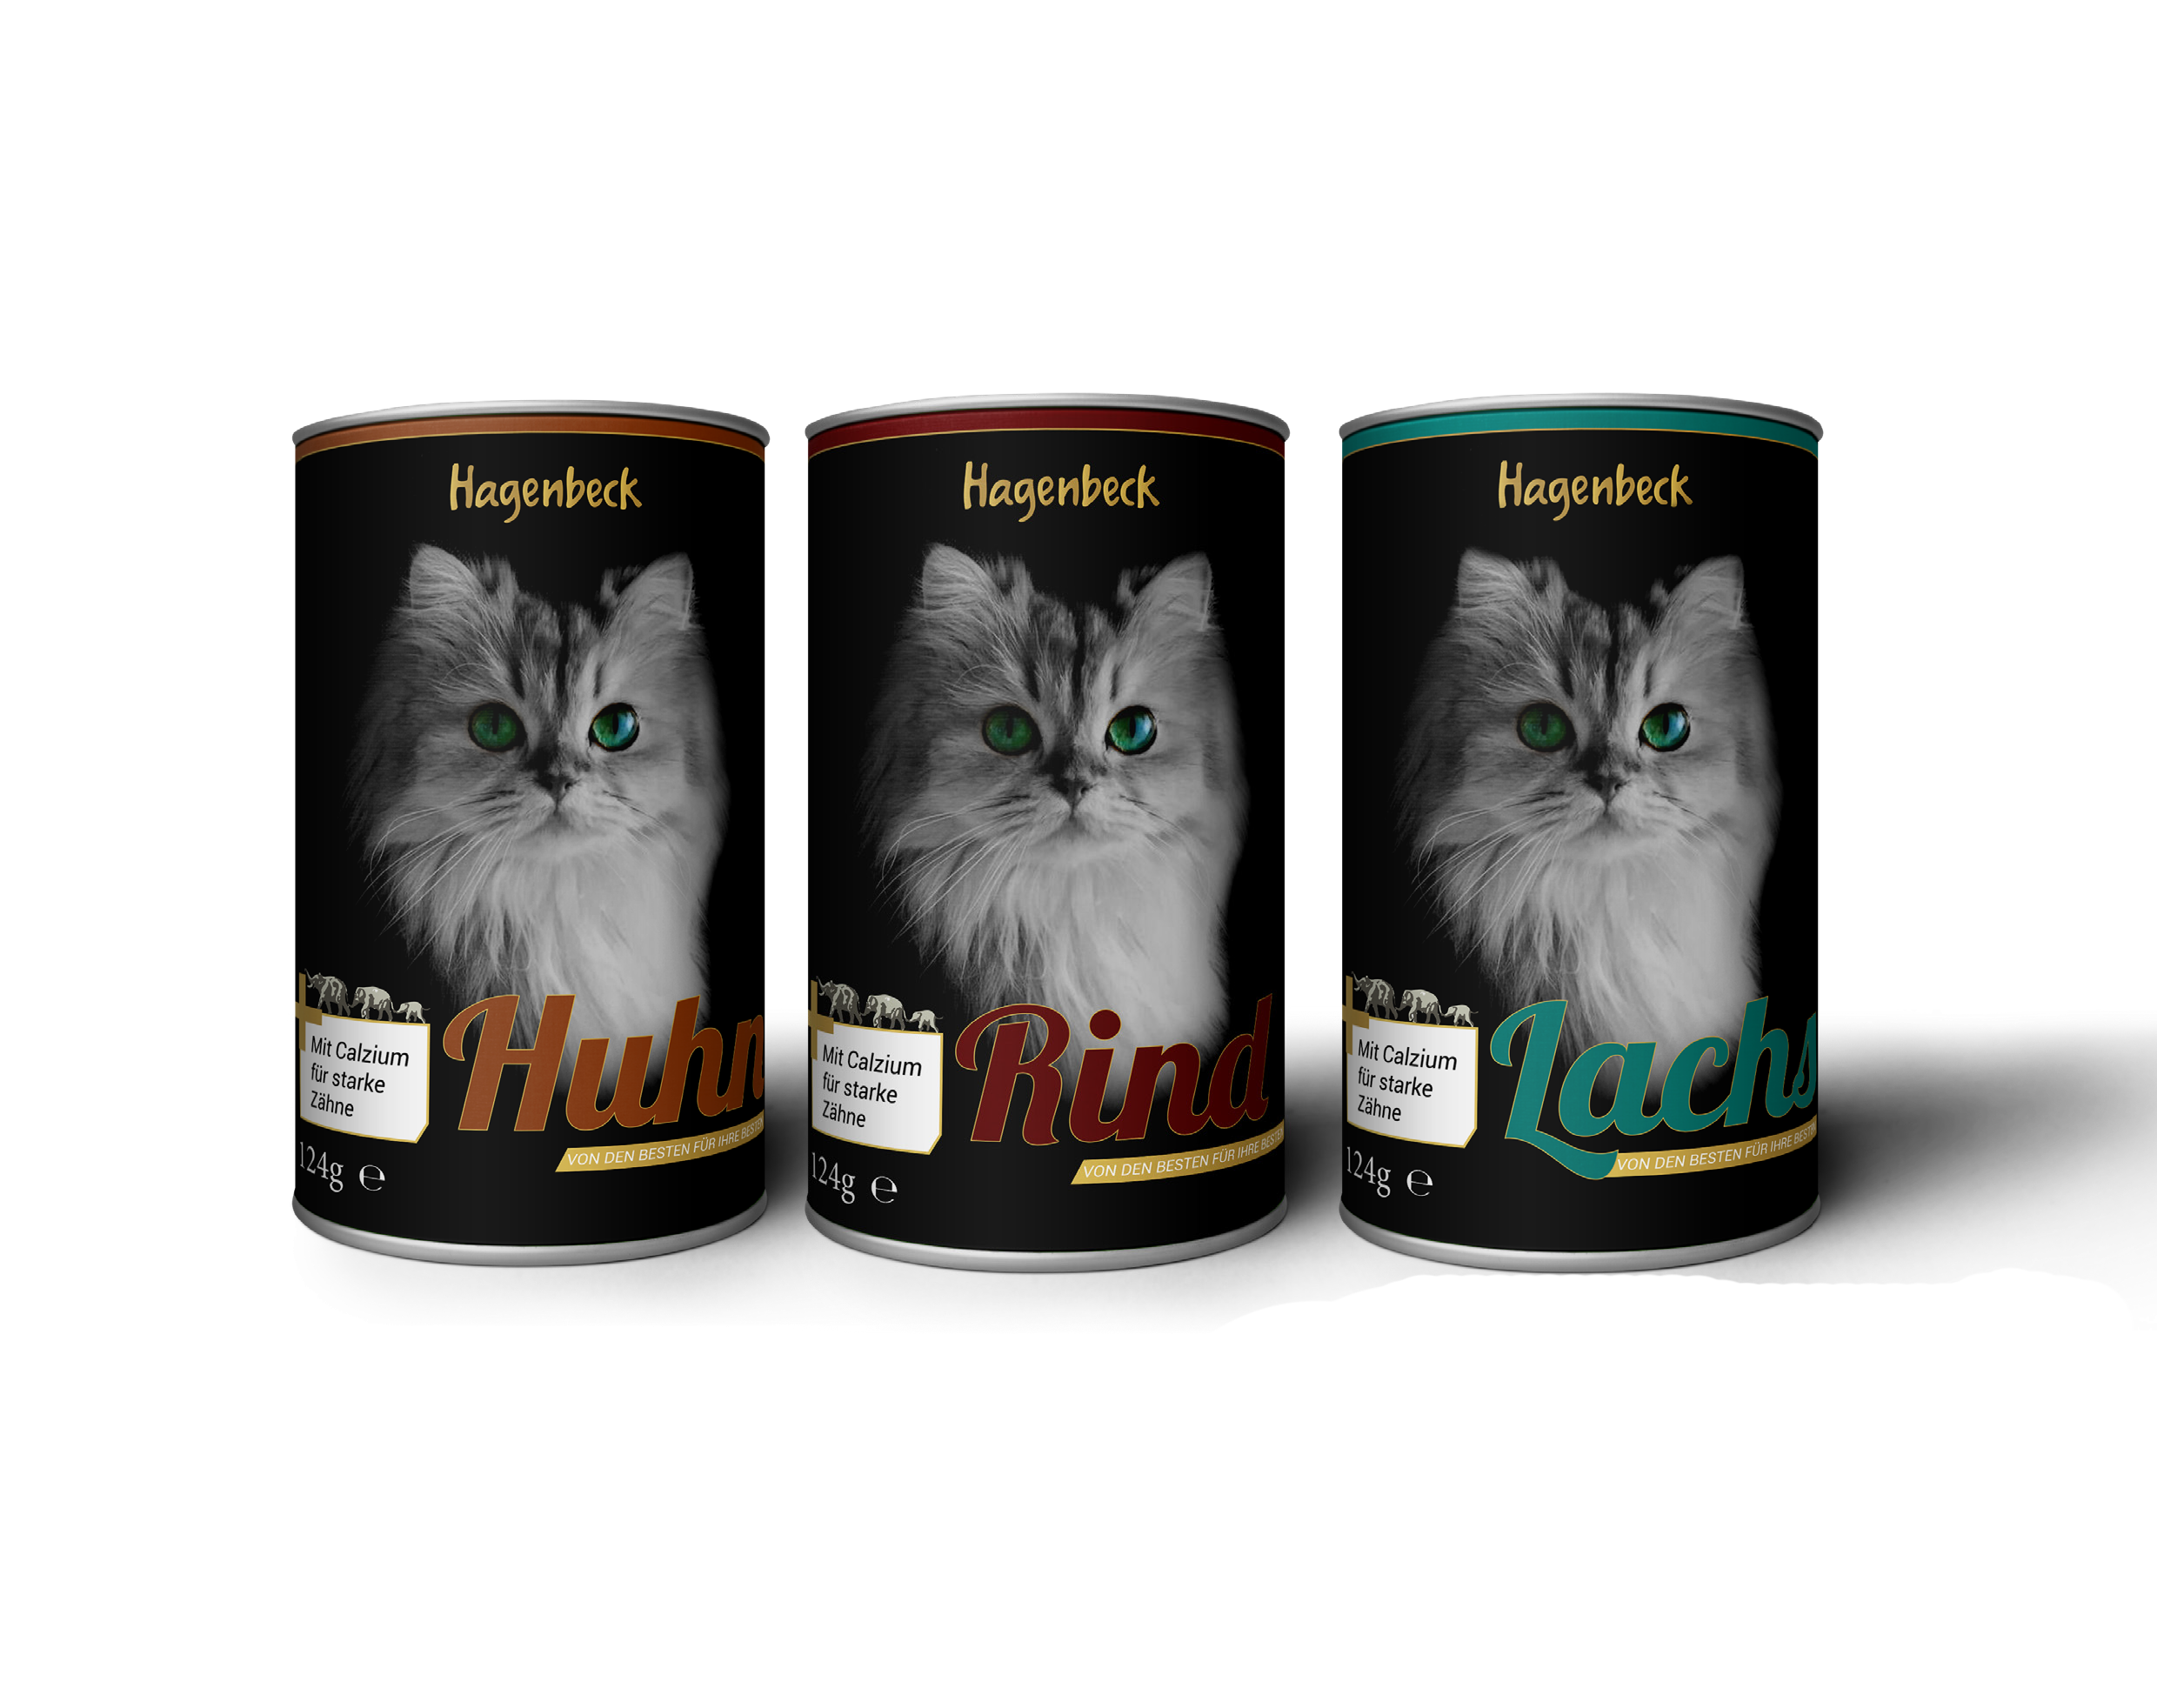 Hagenbeck
Mit Calzium
für starke
Zähne
Huhn
VON DEN BESTEN FÜR IHRE BESTEN
124g ℮
Hagenbeck
Mit Calzium
für starke
Zähne
Rind
VON DEN BESTEN FÜR IHRE BESTEN
124g ℮
Hagenbeck
Mit Calzium
für starke
Zähne
Lachs
VON DEN BESTEN FÜR IHRE
124g ℮